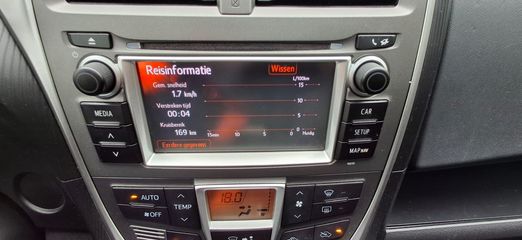 Reisinformatie
Wissen
Gem. snelheid
L/100km
1.7 km/h
15
Verstreken tijd
10
00:04
5
Kruisbereik
169 km
0
15min 10 5 0 Huidig
Eerdere gegevens
MEDIA
CAR
SETUP
MAP
AUTO
TEMP
OFF
18.0